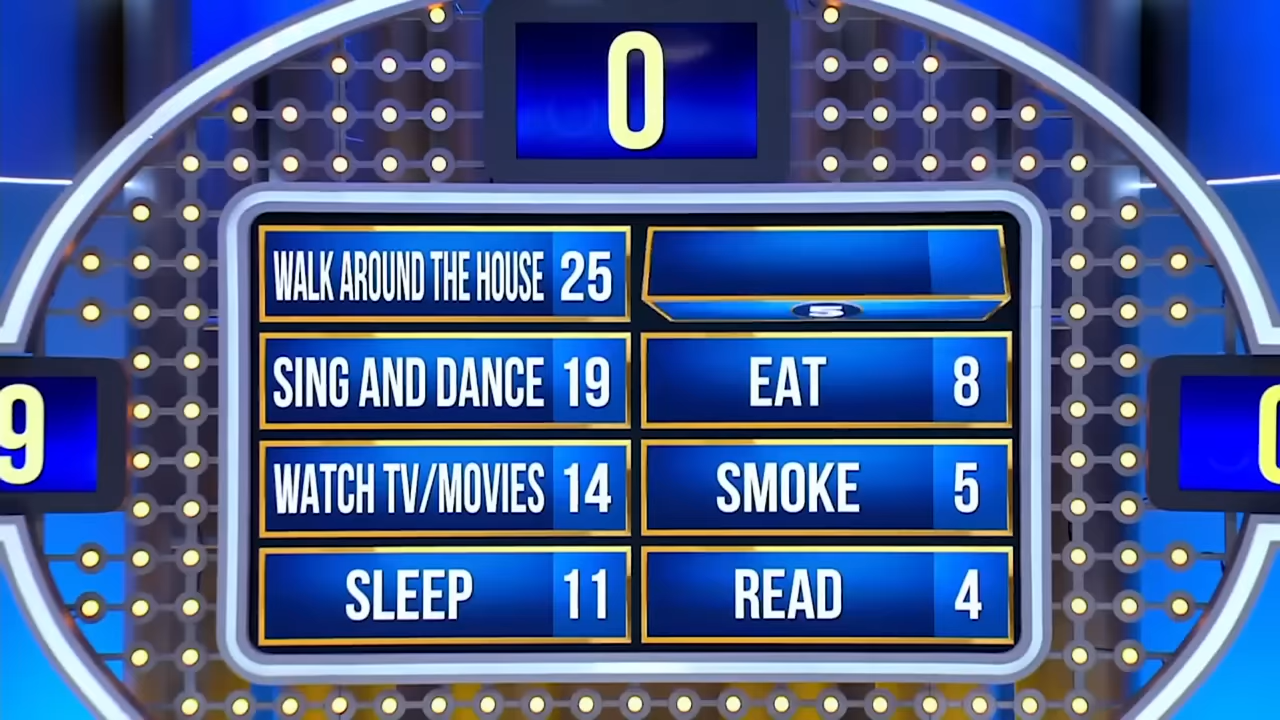 0
WALK AROUND THE HOUSE 25
5
SING AND DANCE 19
EAT 8
WATCH TV/MOVIES 14
SMOKE 5
SLEEP 11
READ 4
9